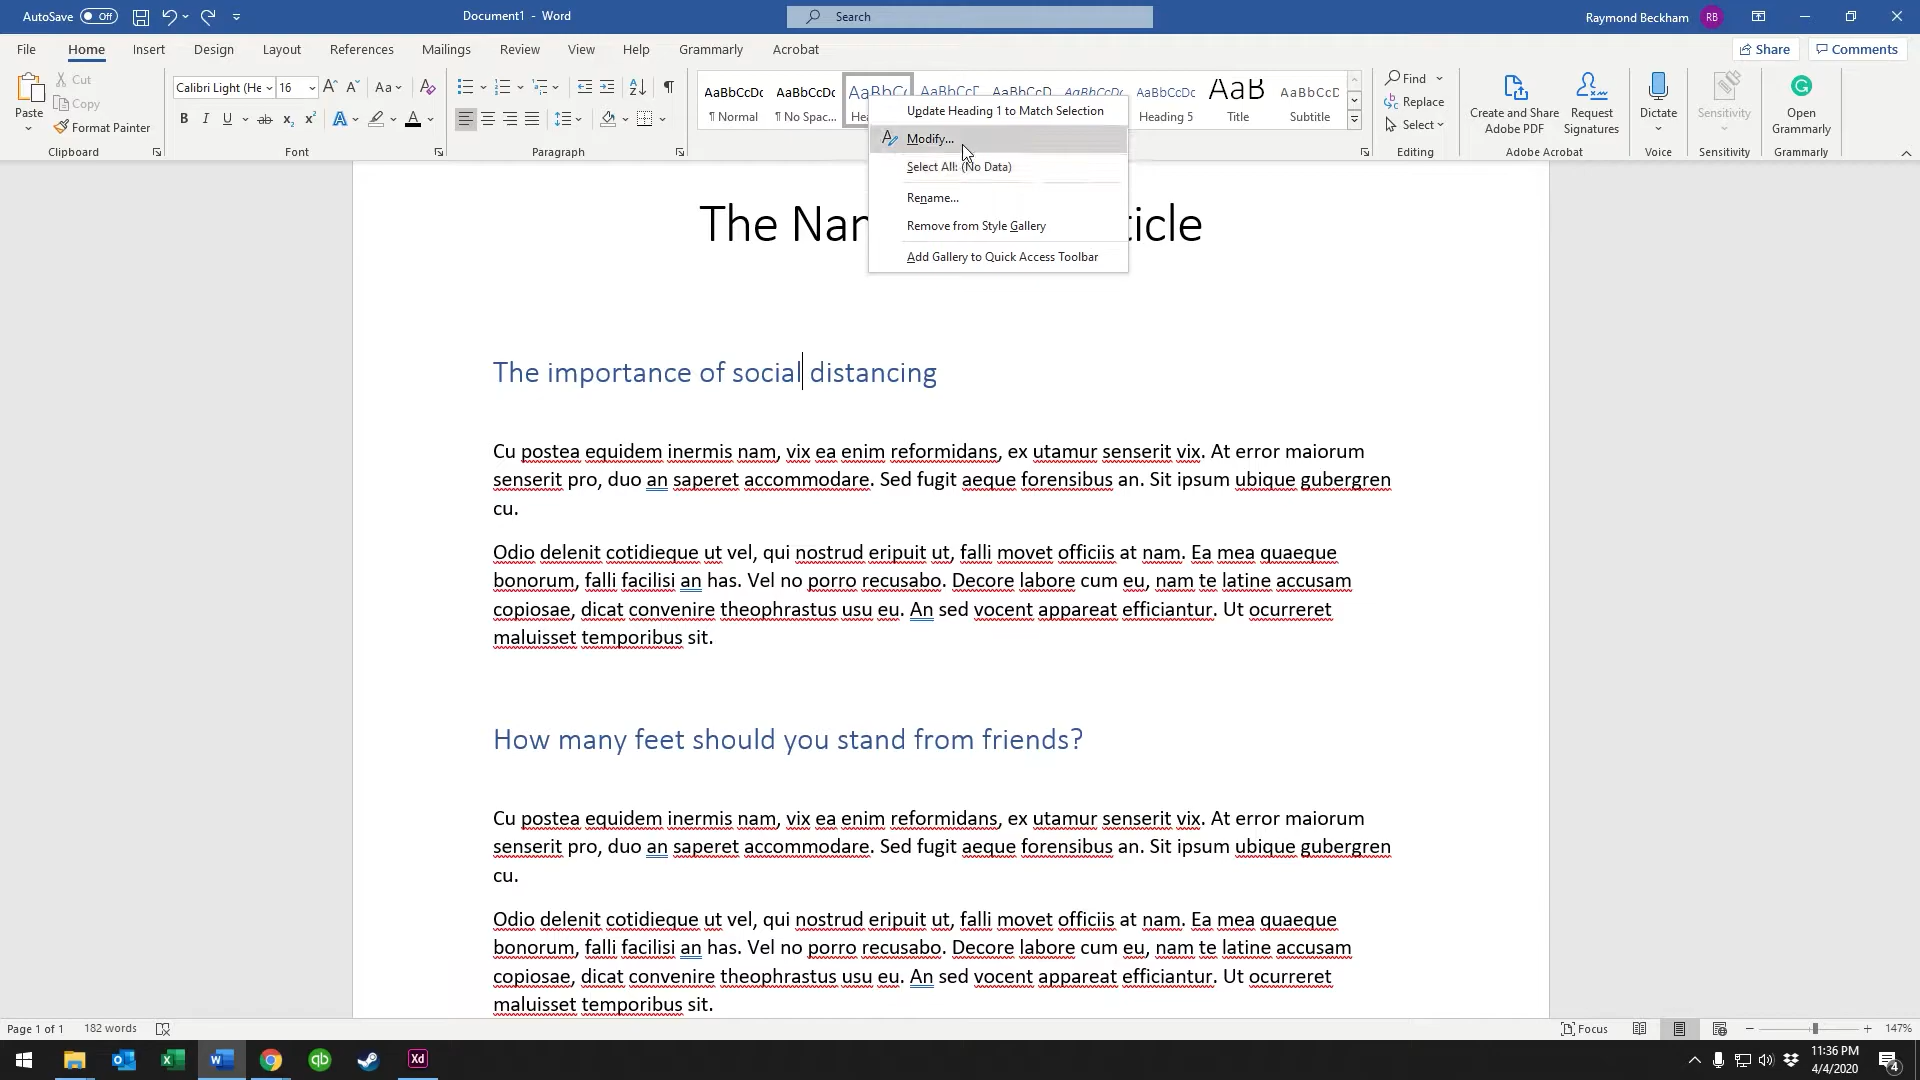 AutoSave Off
Document1 - Word
Search
Raymond Beckham RB
File Home Insert Design Layout References Mailings Review View Help Grammarly Acrobat
Share Comments
Paste
Cut
Copy
Format Painter
Clipboard
Calibri Light (He 16
Font
Paragraph
AaBbCcDc
¶ Normal
AaBbCcDc
¶ No Spac...
AaBbCc
AaBbCcD
AaBbCcDc
Heading 5
AaB
Title
AaBbCcD
Subtitle
Find
Replace
Select
Editing
Create and Share
Adobe PDF
Request
Signatures
Adobe Acrobat
Dictate
Voice
Sensitivity
Sensitivity
Open
Grammarly
Grammarly
Update Heading 1 to Match Selection
Modify...
Select All: (No Data)
Rename...
Remove from Style Gallery
Add Gallery to Quick Access Toolbar
The importance of social distancing
Cu postea equidem inermis nam, vix ea enim reformidans, ex utamur senserit vix. At error maiorum
senserit pro, duo an saperet accommodare. Sed fugit aeque forensibus an. Sit ipsum ubique gubergren
cu.
Odio delenit cotidieque ut vel, qui nostrud eripuit ut, falli movet officiis at nam. Ea mea quaeque
bonorum, falli facilisi an has. Vel no porro recusabo. Decore labore cum eu, nam te latine accusam
copiosae, dicat convenire theophrastus usu eu. An sed vocent appareat efficiantur. Ut ocurreret
maluisset temporibus sit.
How many feet should you stand from friends?
Cu postea equidem inermis nam, vix ea enim reformidans, ex utamur senserit vix. At error maiorum
senserit pro, duo an saperet accommodare. Sed fugit aeque forensibus an. Sit ipsum ubique gubergren
cu.
Odio delenit cotidieque ut vel, qui nostrud eripuit ut, falli movet officiis at nam. Ea mea quaeque
bonorum, falli facilisi an has. Vel no porro recusabo. Decore labore cum eu, nam te latine accusam
copiosae, dicat convenire theophrastus usu eu. An sed vocent appareat efficiantur. Ut ocurreret
maluisset temporibus sit.
Page 1 of 1 182 words
Focus
147%
11:36 PM
4/4/2020
4